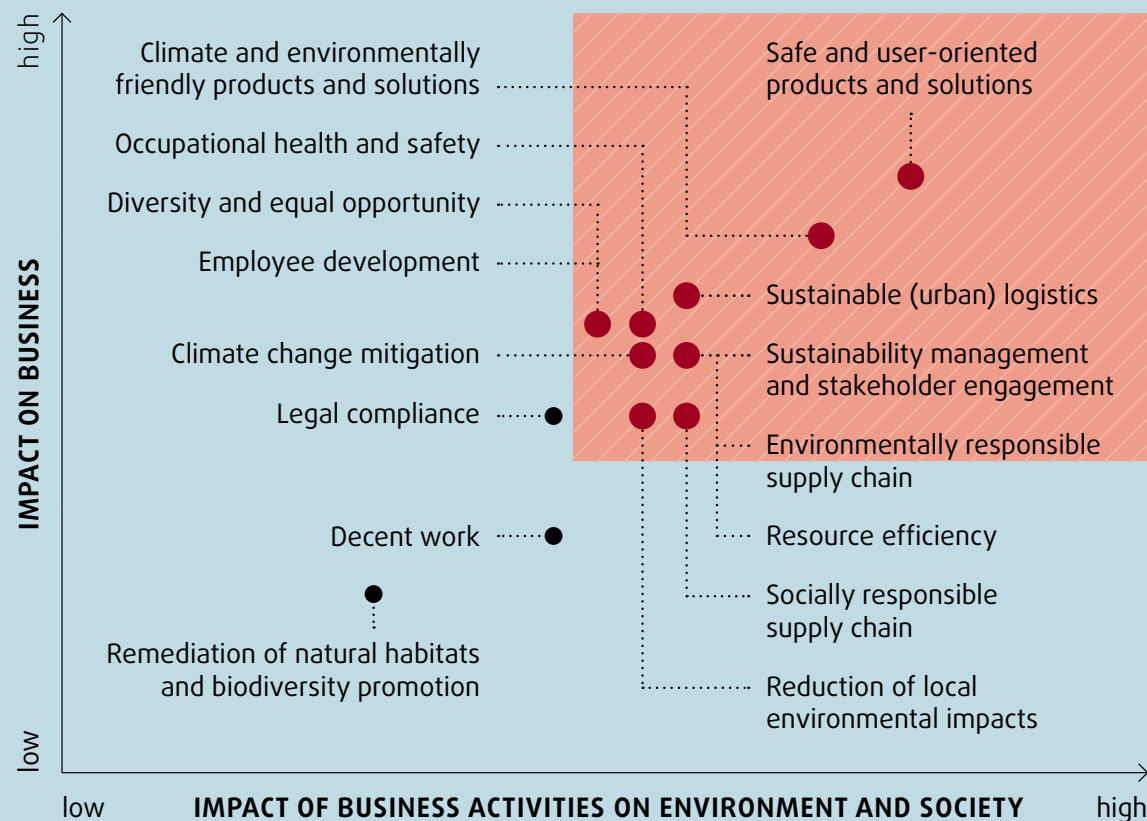 high
Climate and environmentally
friendly products and solutions
Safe and user-oriented
products and solutions
Occupational health and safety
Diversity and equal opportunity
Employee development
Sustainable (urban) logistics
Climate change mitigation
Sustainability management
and stakeholder engagement
Legal compliance
Environmentally responsible
supply chain
Decent work
Resource efficiency
Socially responsible
supply chain
Remediation of natural habitats
and biodiversity promotion
Reduction of local
environmental impacts
IMPACT ON BUSINESS
low
low
IMPACT OF BUSINESS ACTIVITIES ON ENVIRONMENT AND SOCIETY
high